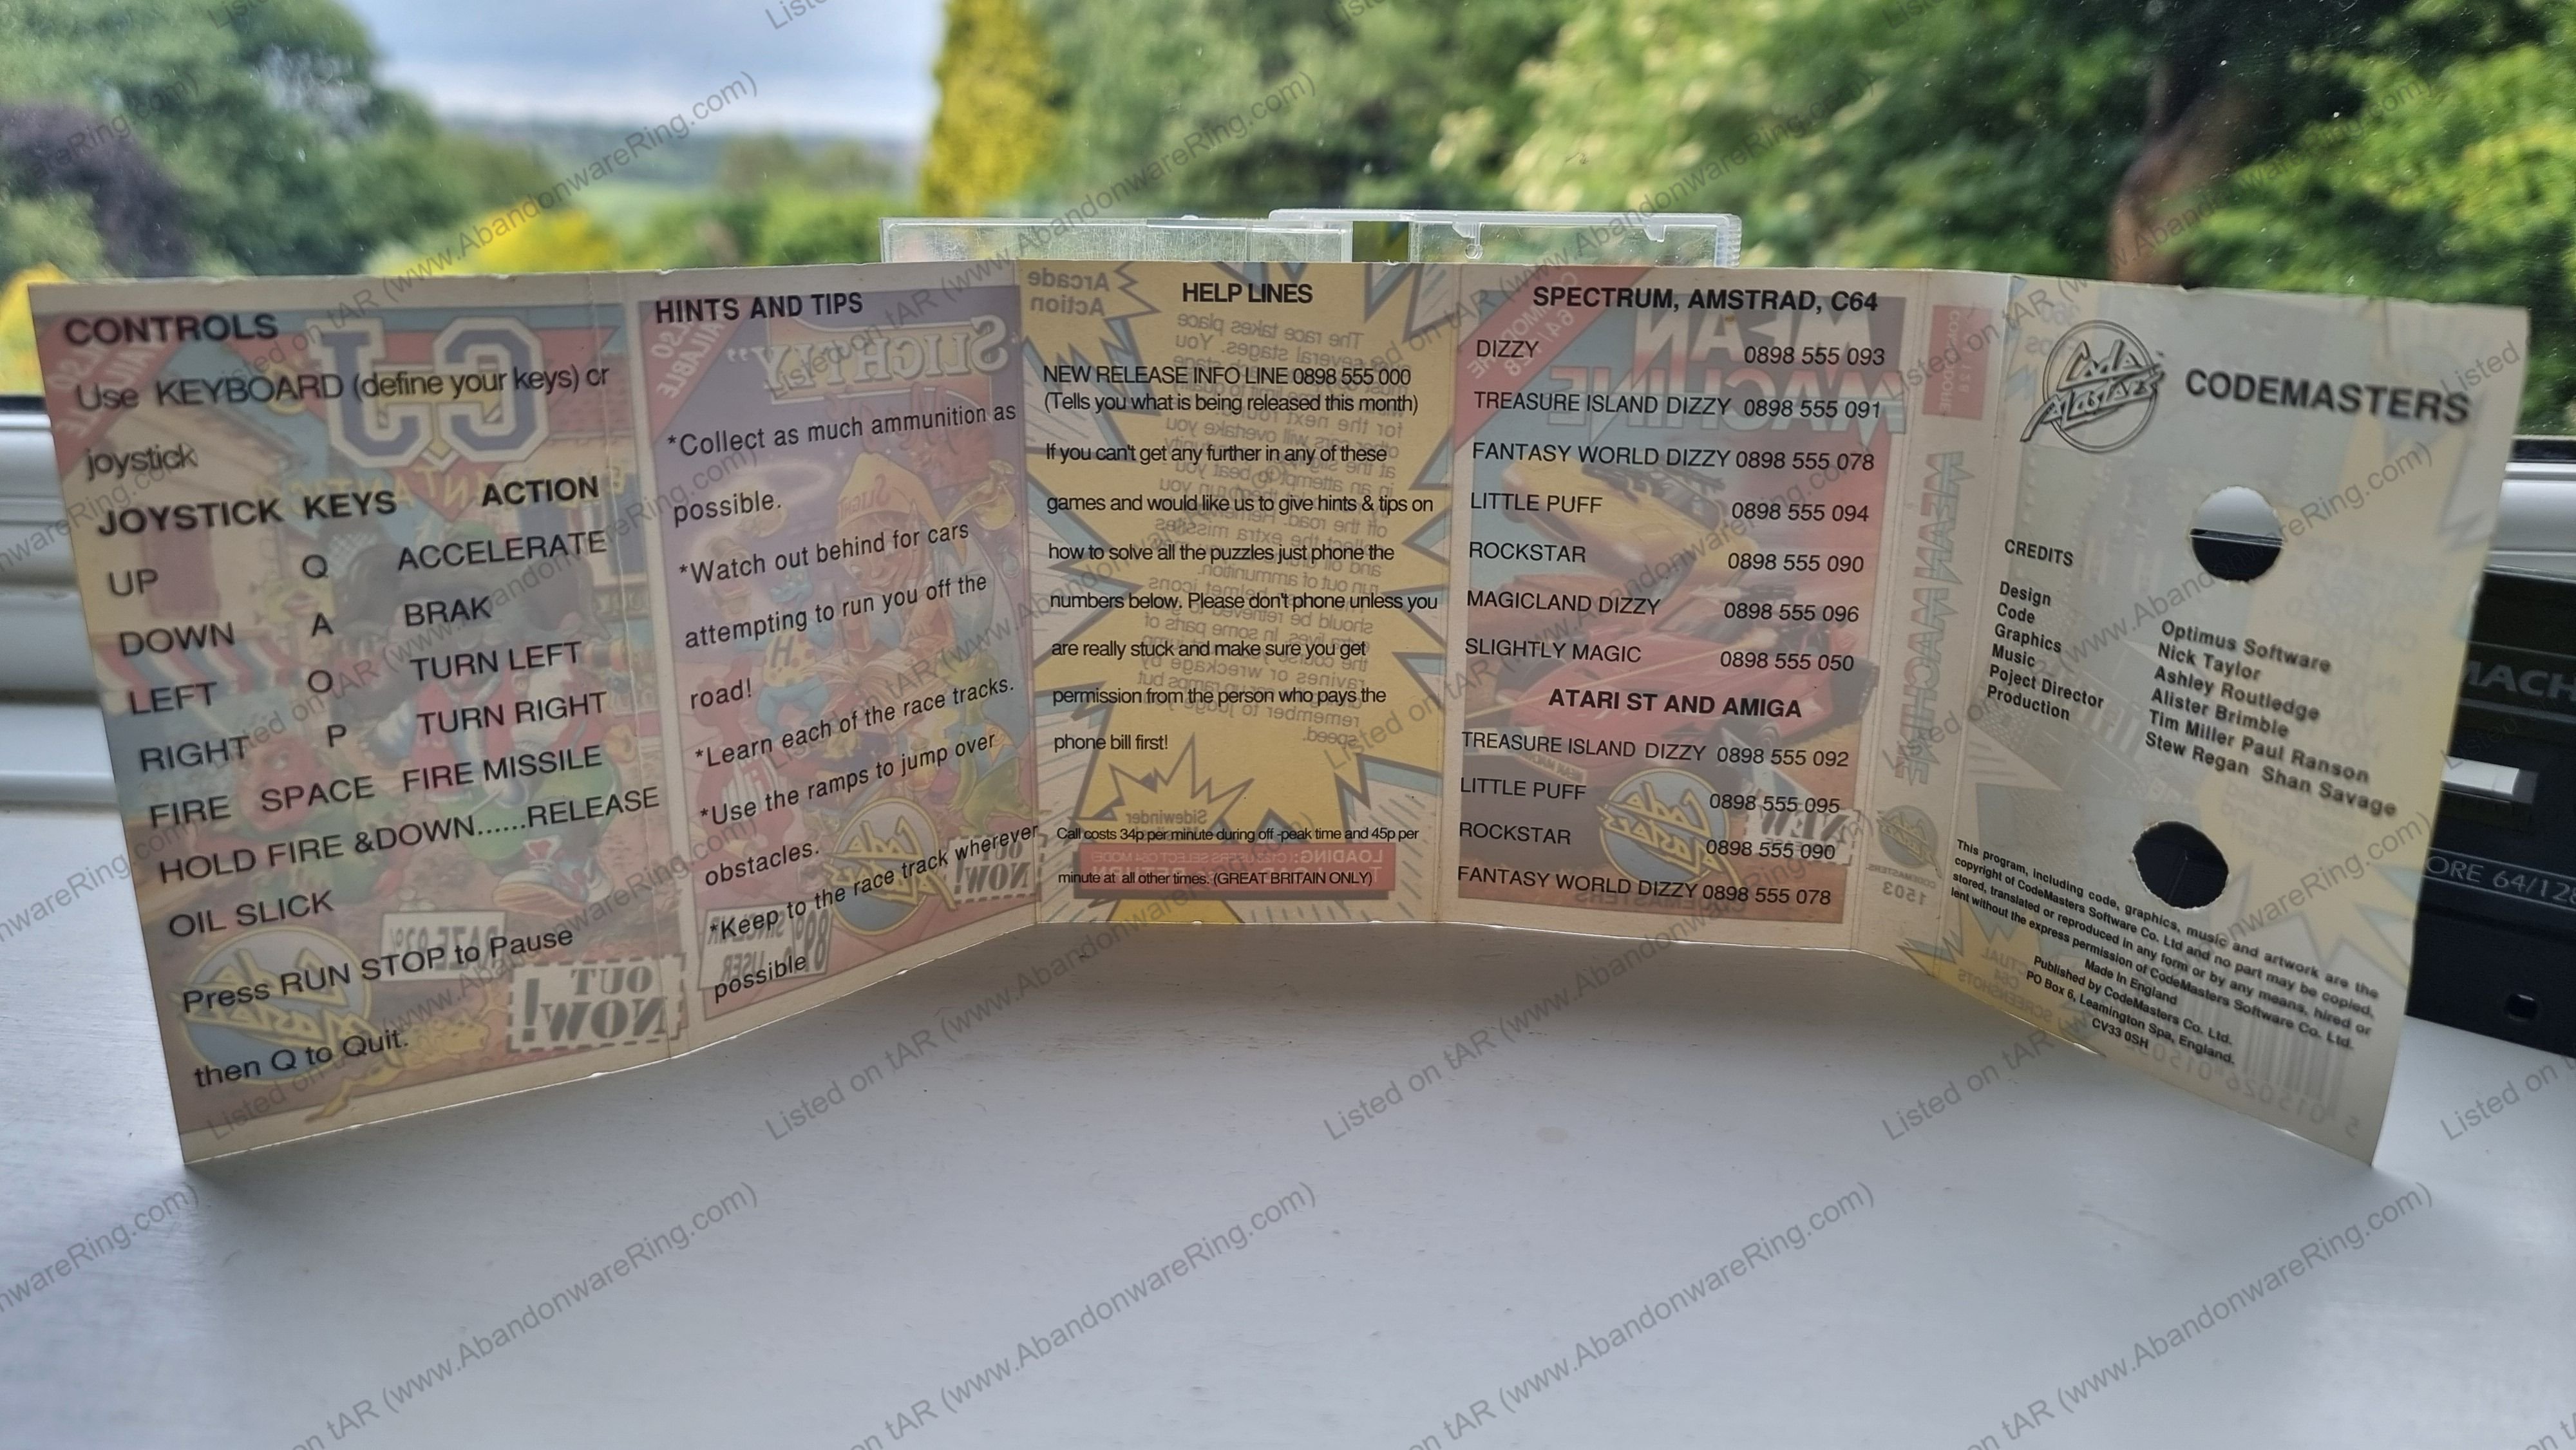 CONTROLS
Use KEYBOARD (define your keys) or
joystick
JOYSTICK KEYS ACTION
UP Q ACCELERATE
DOWN A BRAK
LEFT O TURN LEFT
RIGHT P TURN RIGHT
FIRE SPACE FIRE MISSILE
HOLD FIRE &DOWN......RELEASE
OIL SLICK
Press RUN STOP to Pause
then Q to Quit.
HINTS AND TIPS
*Collect as much ammunition as
possible.
*Watch out behind for cars
attempting to run you off the
road!
*Learn each of the race tracks.
*Use the ramps to jump over
obstacles.
*Keep to the race track wherever
possible
HELP LINES
NEW RELEASE INFO LINE 0898 555 000
(Tells you what is being released this month)
If you can't get any further in any of these
games and would like us to give hints & tips on
how to solve all the puzzles just phone the
numbers below. Please don't phone unless you
are really stuck and make sure you get
permission from the person who pays the
phone bill first!
Call costs 34p per minute during off -peak time and 45p per
minute at all other times. (GREAT BRITAIN ONLY)
SPECTRUM, AMSTRAD, C64
DIZZY 0898 555 093
TREASURE ISLAND DIZZY 0898 555 091
FANTASY WORLD DIZZY 0898 555 078
LITTLE PUFF 0898 555 094
ROCKSTAR 0898 555 090
MAGICLAND DIZZY 0898 555 096
SLIGHTLY MAGIC 0898 555 050
ATARI ST AND AMIGA
TREASURE ISLAND DIZZY 0898 555 092
LITTLE PUFF 0898 555 095
ROCKSTAR 0898 555 090
FANTASY WORLD DIZZY 0898 555 078
Code Masters
CODEMASTERS
CREDITS
Design Optimus Software
Code Nick Taylor
Graphics Ashley Routledge
Music Alister Brimble
Poject Director Tim Miller Paul Ranson
Production Stew Regan Shan Savage
This program, including code, graphics, music and artwork are the
copyright of CodeMasters Software Co. Ltd and no part may be copied,
stored, translated or reproduced in any form or by any means, hired or
lent without the express permission of CodeMasters Software Co. Ltd.
Made In England
Published by CodeMasters Co. Ltd.
PO Box 6, Leamington Spa, England.
CV33 0SH
Listed on tAR (www.AbandonwareRing.com)